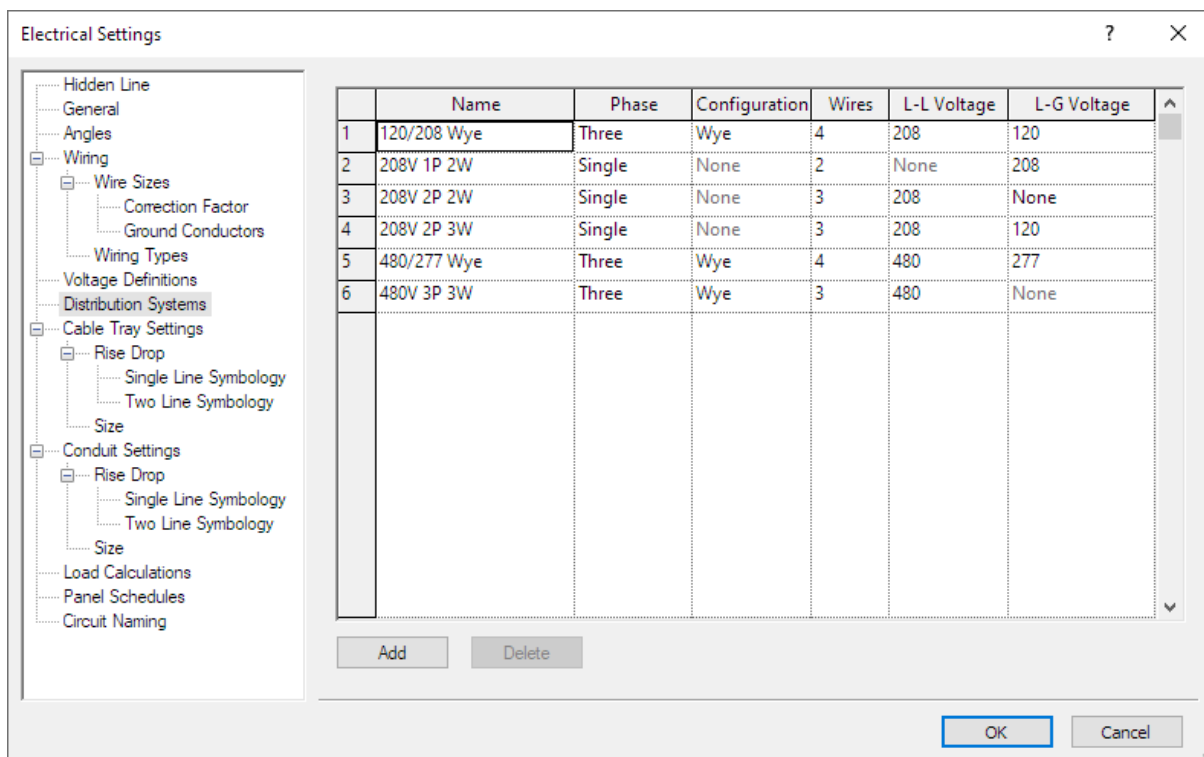 Electrical Settings
?
Hidden Line
General
Angles
Wiring
Wire Sizes
Correction Factor
Ground Conductors
Wiring Types
Voltage Definitions
Distribution Systems
Cable Tray Settings
Rise Drop
Single Line Symbology
Two Line Symbology
Size
Conduit Settings
Rise Drop
Single Line Symbology
Two Line Symbology
Size
Load Calculations
Panel Schedules
Circuit Naming
Name Phase Configuration Wires L-L Voltage L-G Voltage
1 120/208 Wye Three Wye 4 208 120
2 208V 1P 2W Single None 2 None 208
3 208V 2P 2W Single None 3 208 None
4 208V 2P 3W Single None 3 208 120
5 480/277 Wye Three Wye 4 480 277
6 480V 3P 3W Three Wye 3 480 None
Add Delete
OK Cancel